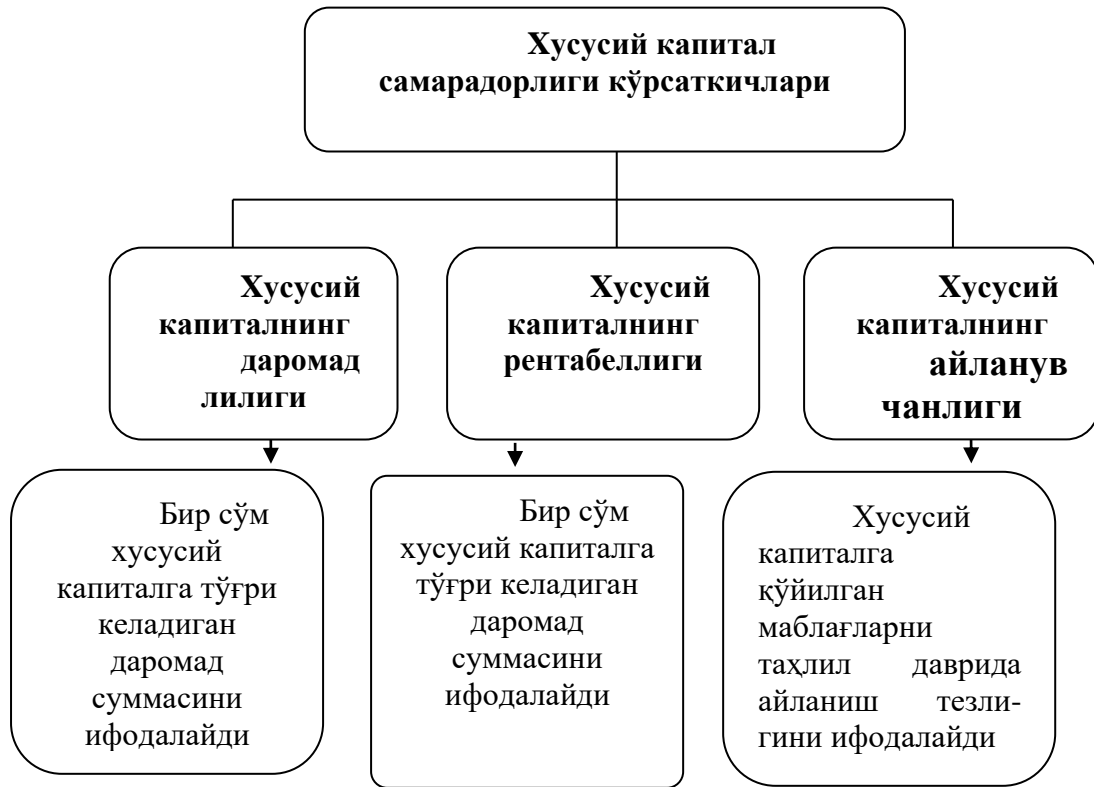 Хусусий капитал
самарадорлиги кўрсаткичлари
Хусусий
капиталнинг
даромад
лилиги
Хусусий
капиталнинг
рентабеллиги
Хусусий
капиталнинг
айланув
чанлиги
Бир сўм
хусусий
капиталга тўғри
келадиган
даромад
суммасини
ифодалайди
Бир сўм
хусусий капиталга
тўғри келадиган
даромад
суммасини
ифодалайди
Хусусий
капиталга
қўйилган
маблағларни
таҳлил даврида
айланиш тезли-
гини ифодалайди